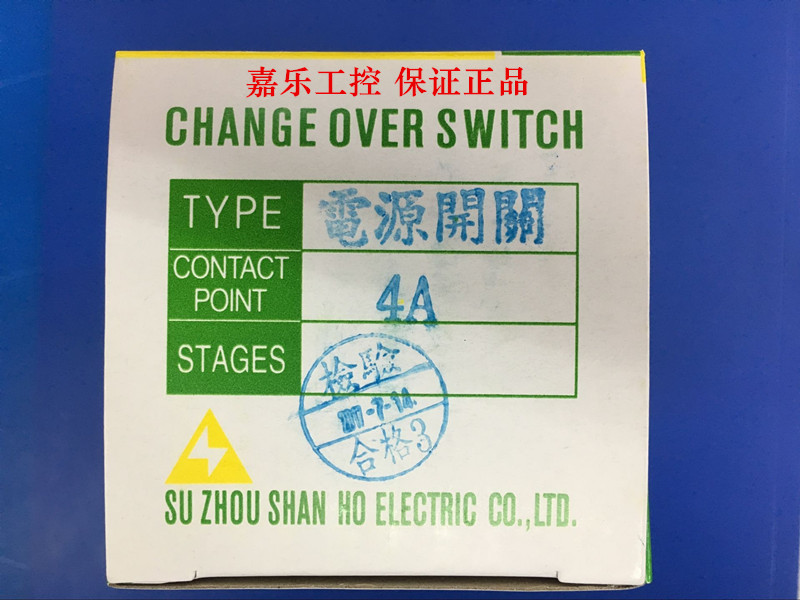 嘉乐工控 保证正品
CHANGE OVER SWITCH
TYPE 電源開關
CONTACT POINT 4A
STAGES
檢驗
合格3
SU ZHOU SHAN HO ELECTRIC CO.,LTD.